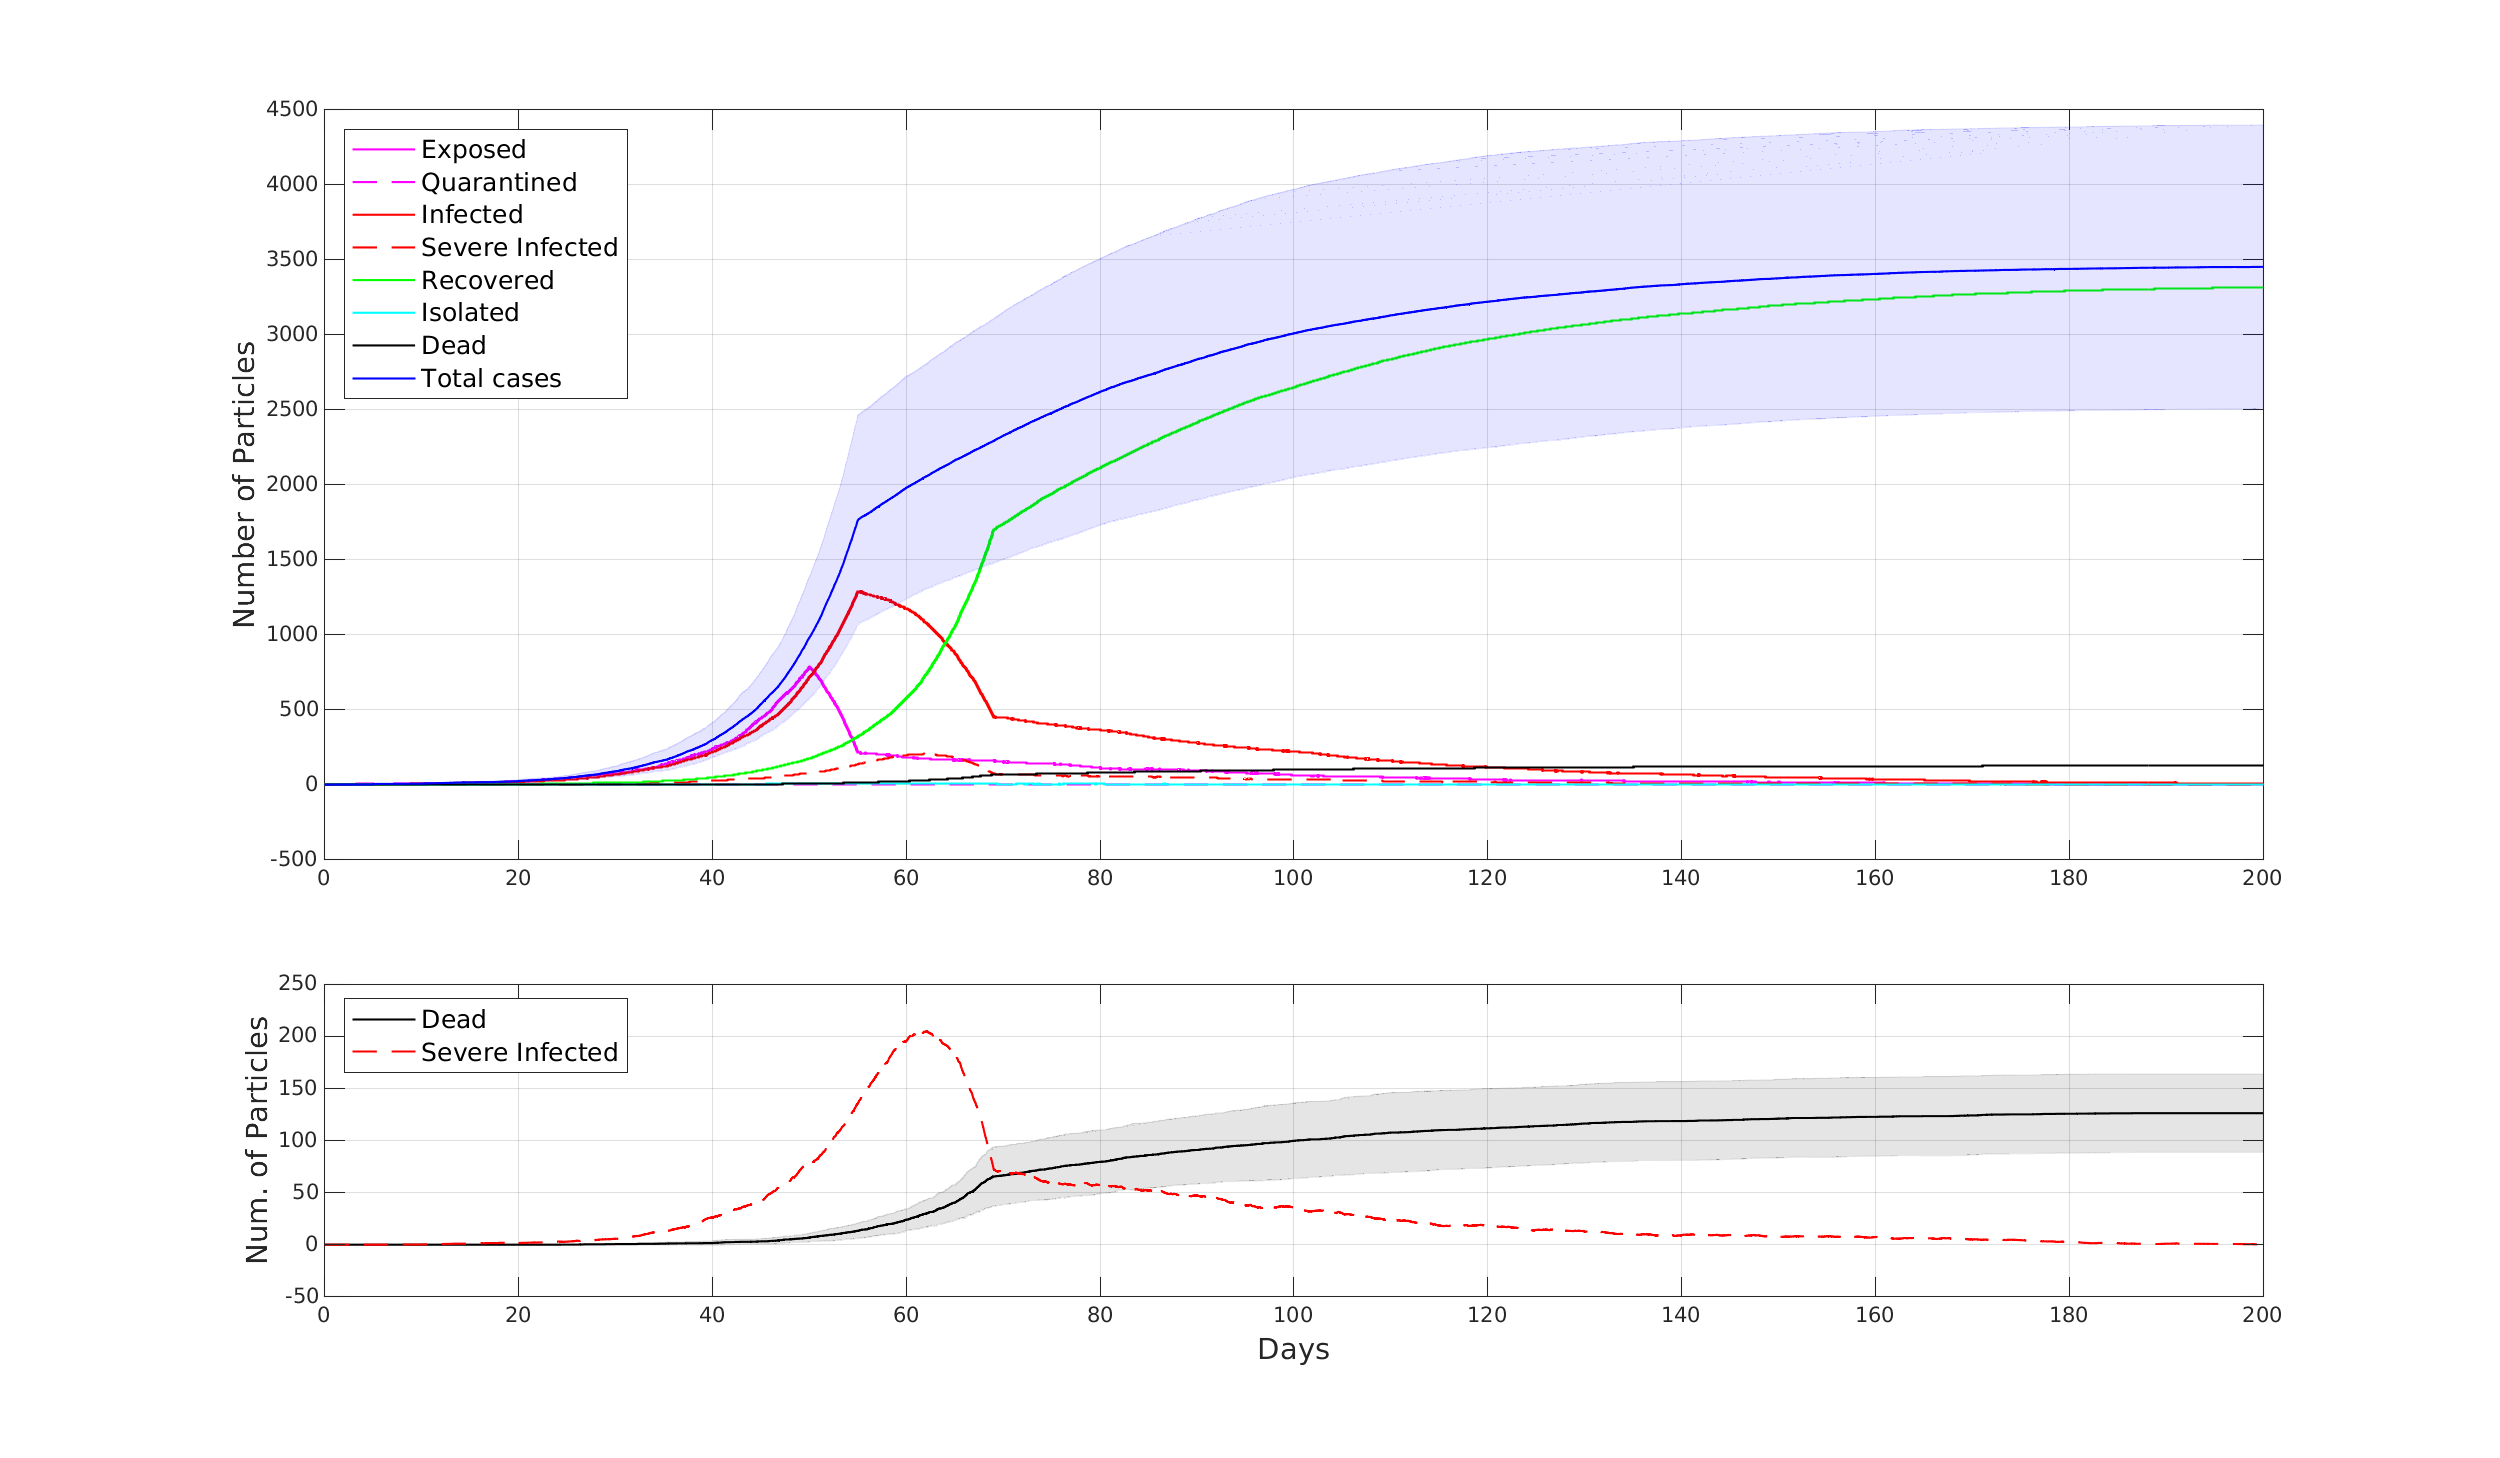 4500
4000
3500
3000
2500
2000
1500
1000
500
0
-500
Number of Particles
Exposed
Quarantined
Infected
Severe Infected
Recovered
Isolated
Dead
Total cases
0 20 40 60 80 100 120 140 160 180 200
250
200
150
100
50
0
-50
Num. of Particles
Dead
Severe Infected
0 20 40 60 80 100 120 140 160 180 200
Days